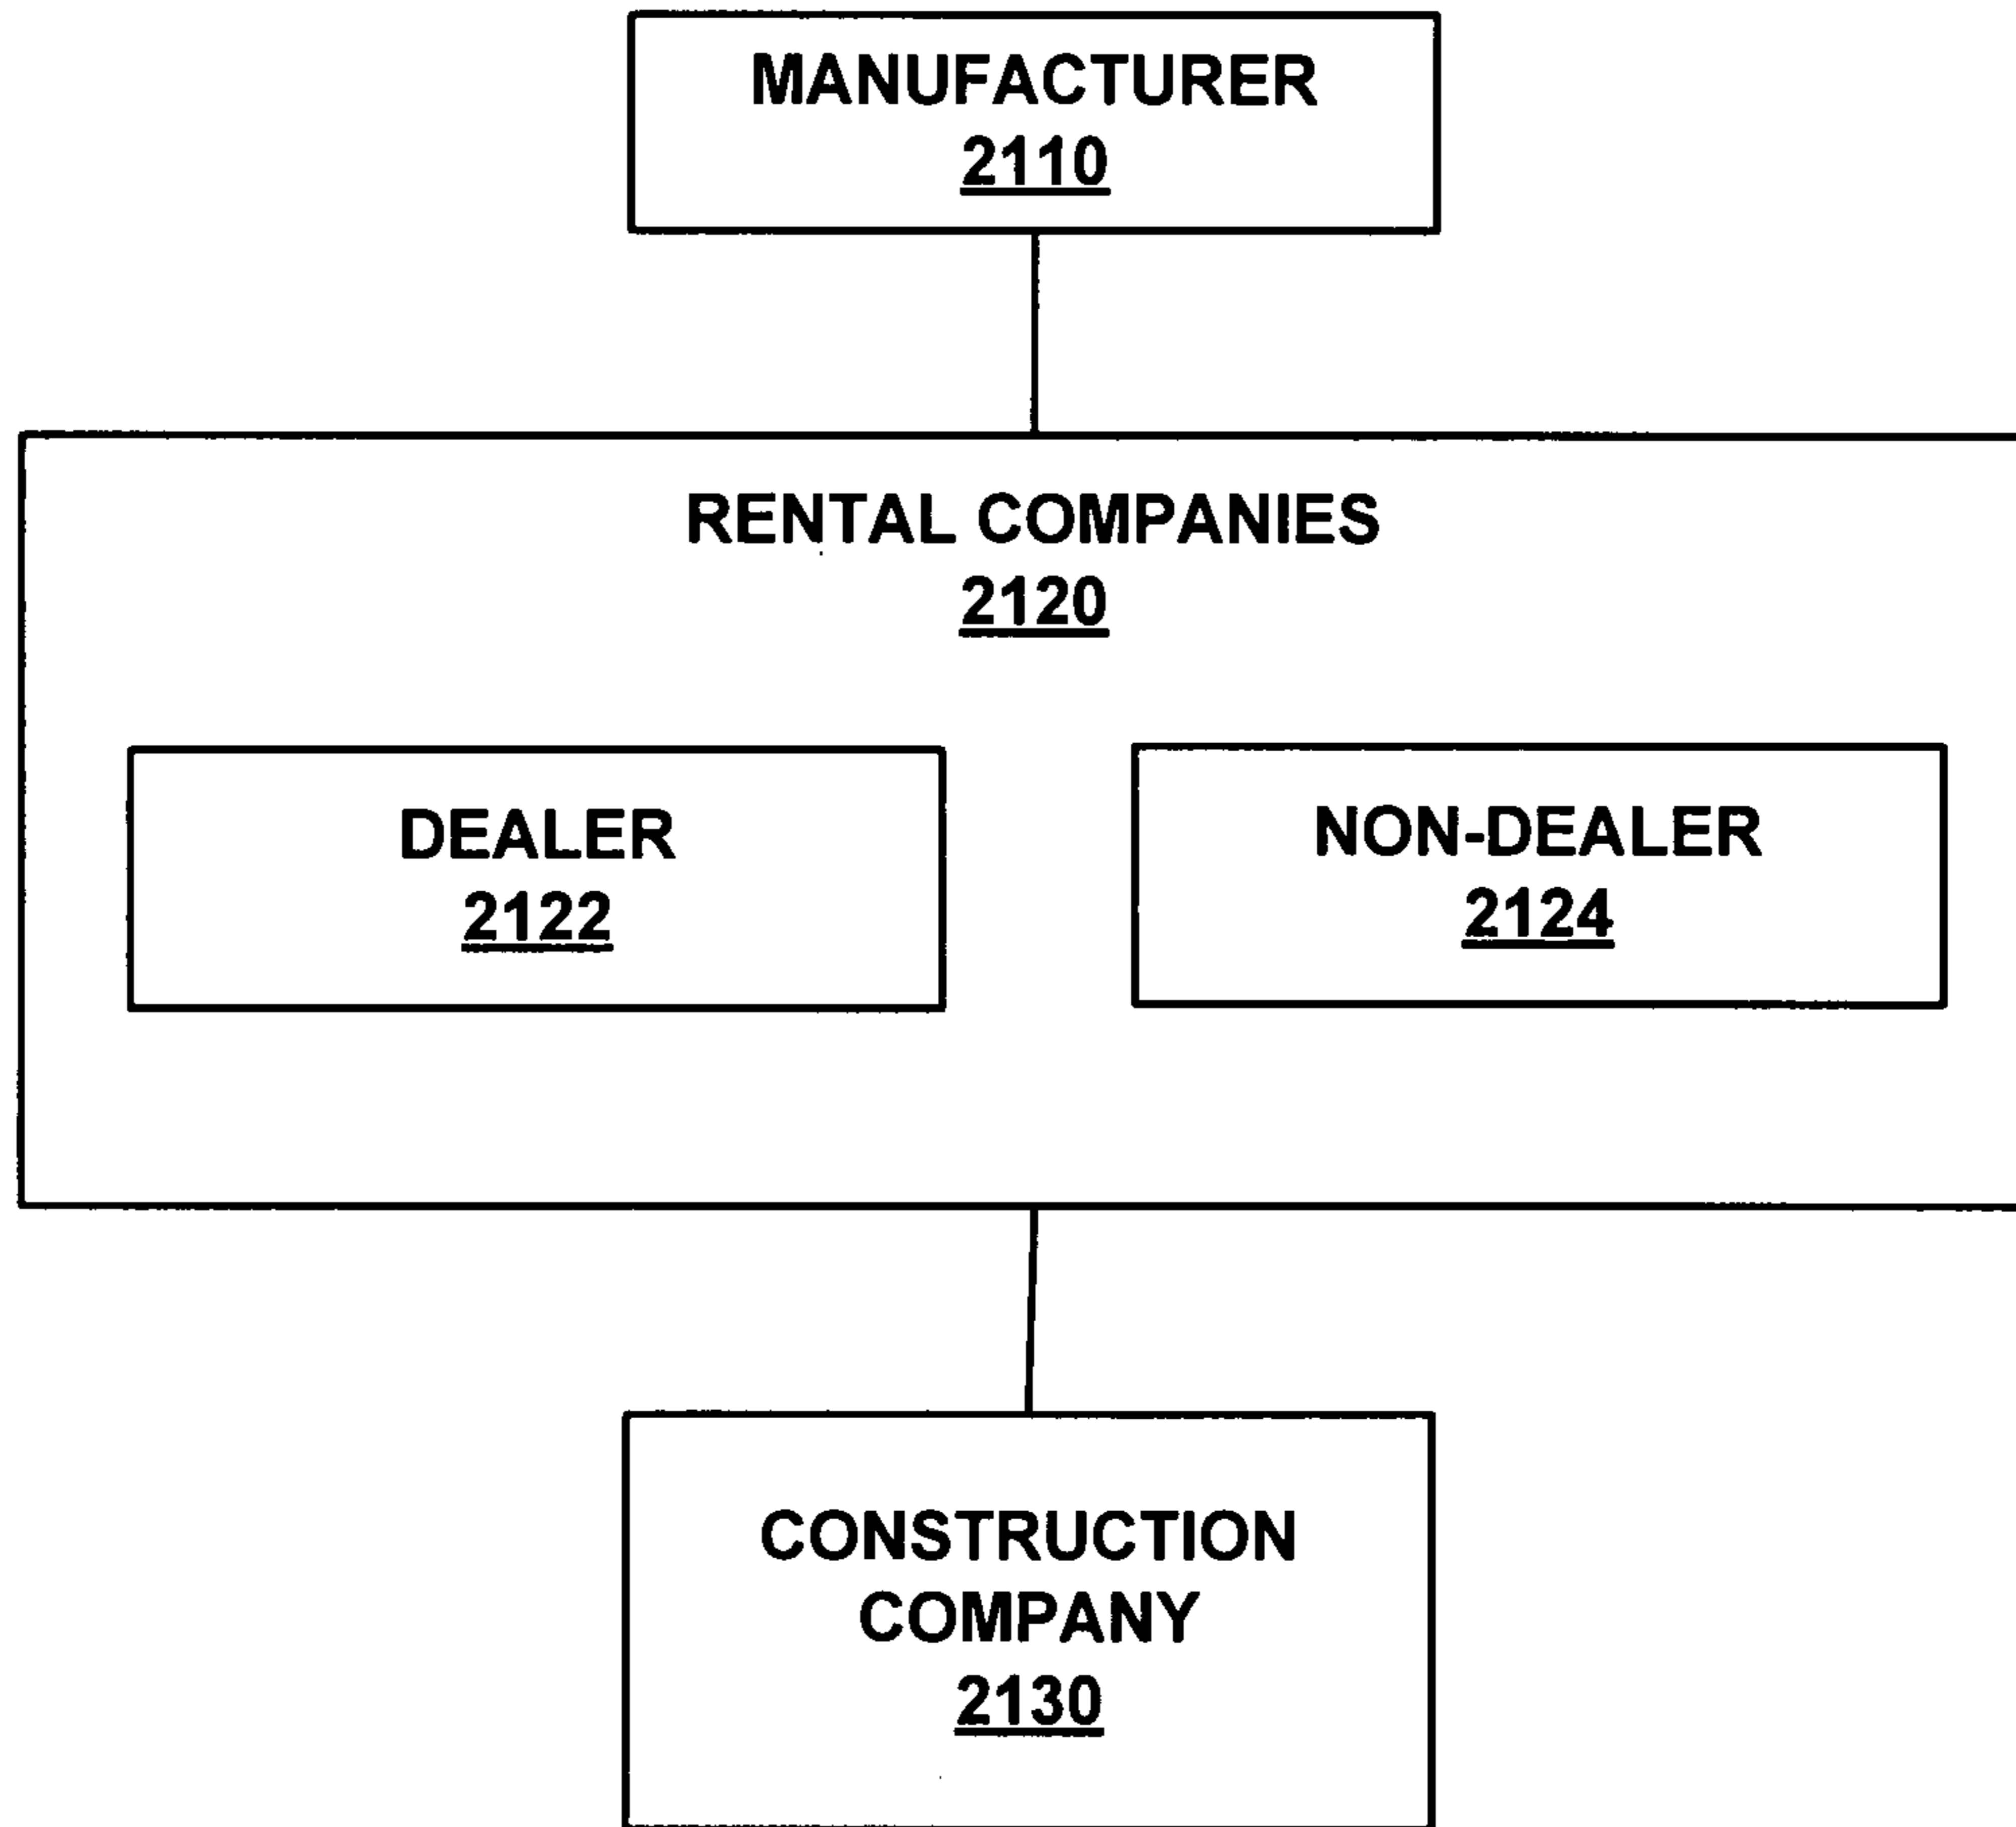 MANUFACTURER
2110
RENTAL COMPANIES
2120
DEALER
2122
NON-DEALER
2124
CONSTRUCTION
COMPANY
2130